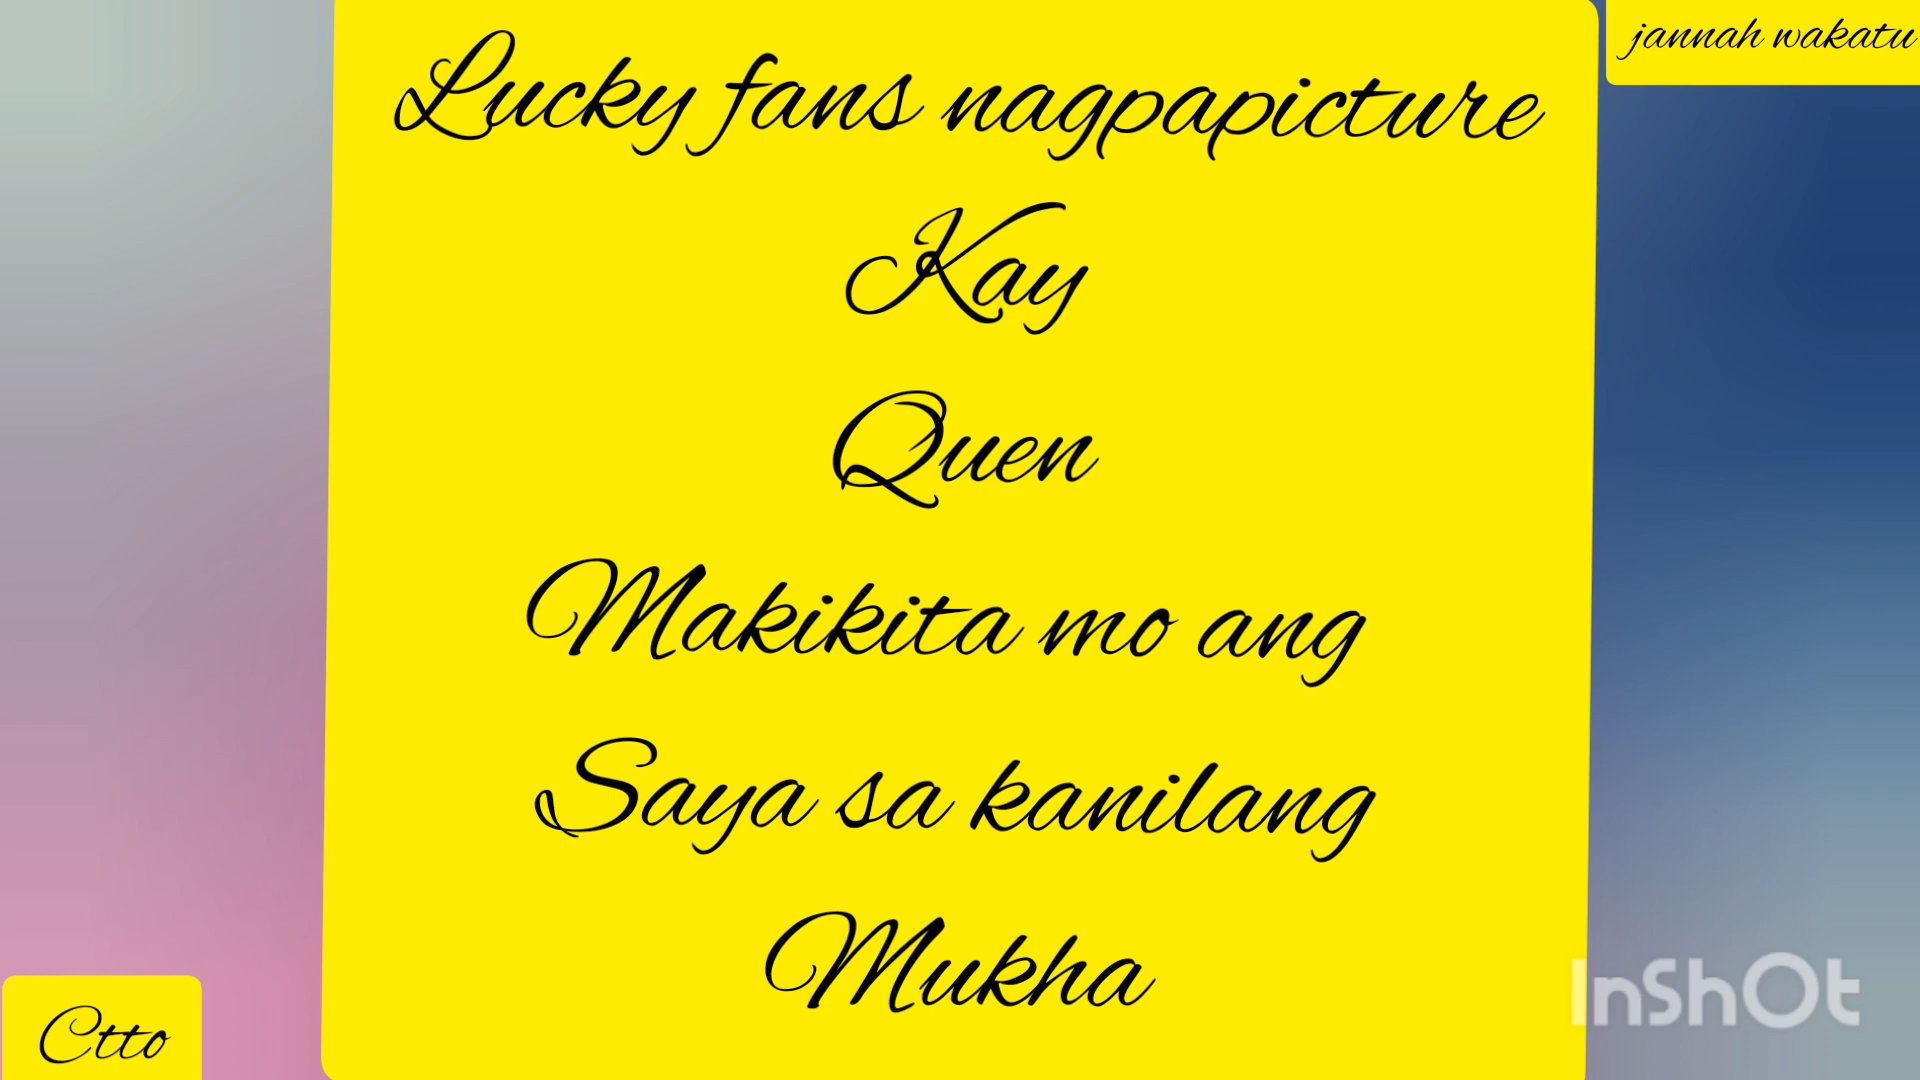 jannah wakatu
Lucky fans nagpapicture
Kay
Quen
Makikita mo ang
Saya sa kanilang
Mukha
Ctto
InShOt